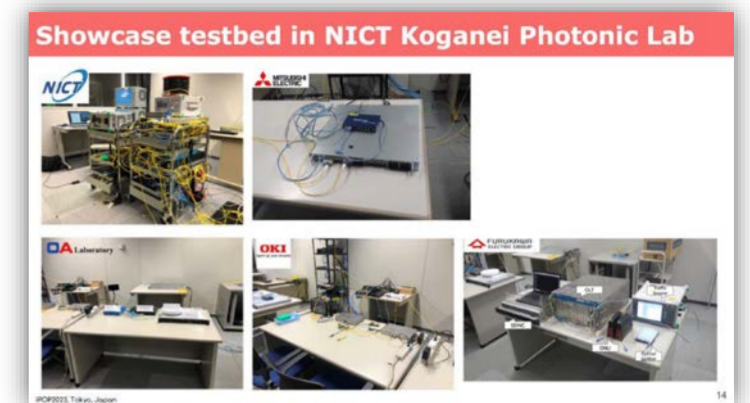 Showcase testbed in NICT Koganei Photonic Lab
NICT
MITSUBISHI
ELECTRIC
OA Laboratory
OKI
FURUKAWA
ELECTRIC GROUP
OLT
ONU
iPOP2023, Tokyo, Japan
14